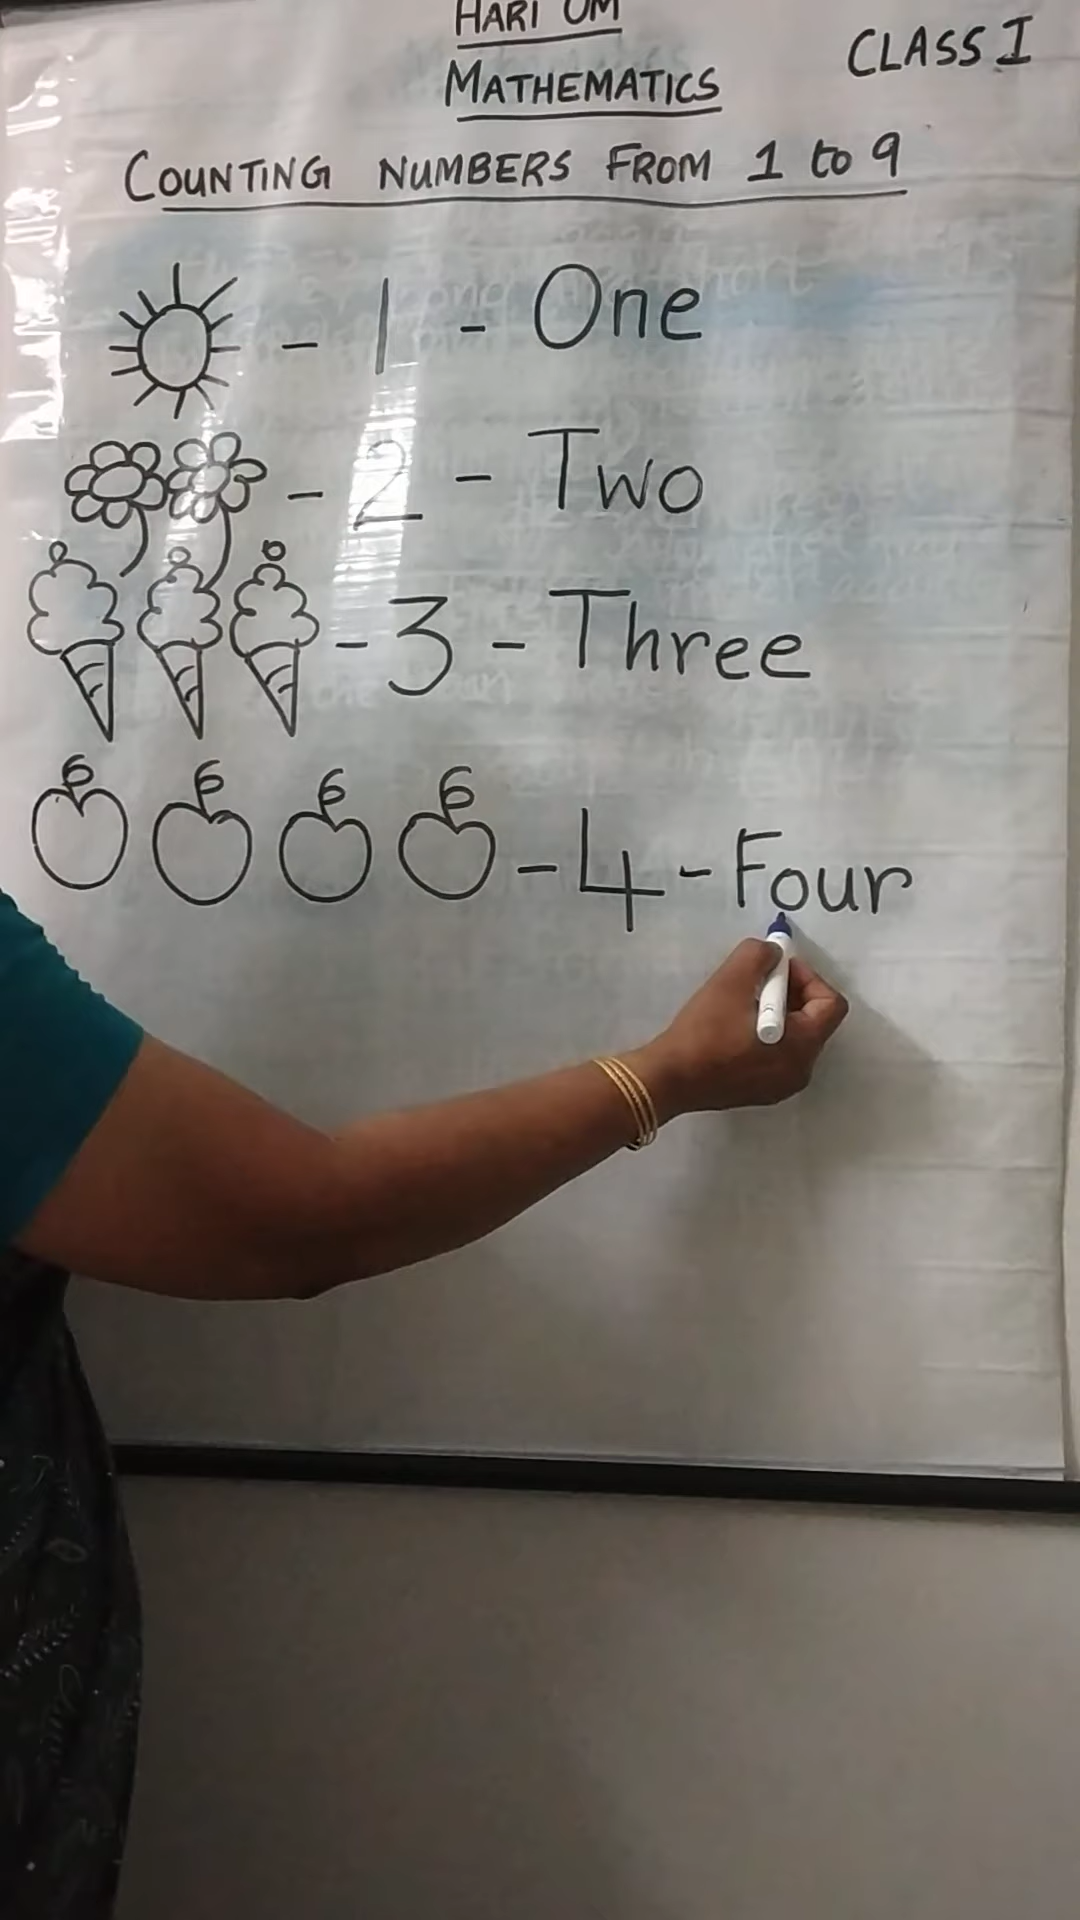 HARI OM
MATHEMATICS
CLASS I
COUNTING NUMBERS FROM 1 to 9
- 1 - One
- 2 - Two
- 3 - Three
- 4 - Four